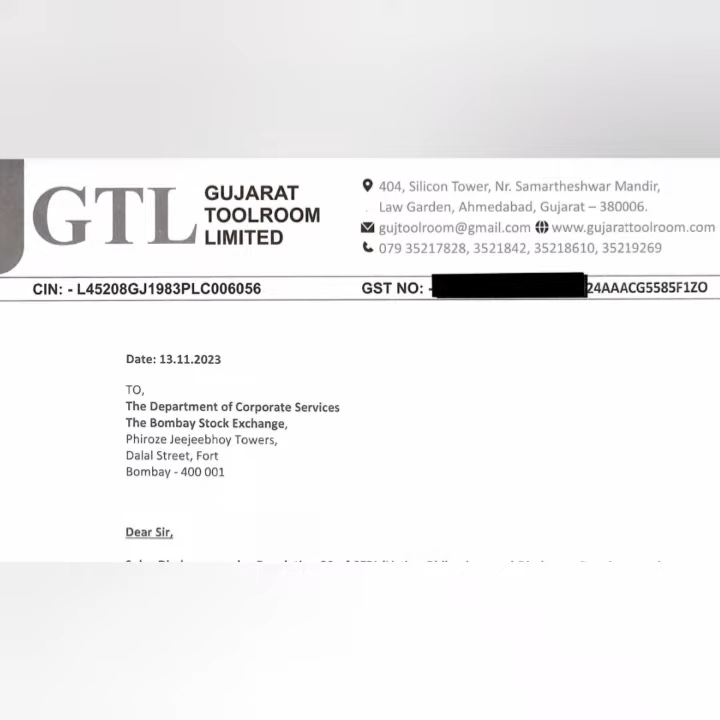 GTL
GUJARAT
TOOLROOM
LIMITED
404, Silicon Tower, Nr. Samartheshwar Mandir,
Law Garden, Ahmedabad, Gujarat – 380006.
gujtoolroom@gmail.com www.gujarattoolroom.com
079 35217828, 3521842, 35218610, 35219269
CIN: - L45208GJ1983PLC006056 GST NO: - 24AAACG5585F1ZO
Date: 13.11.2023
TO,
The Department of Corporate Services
The Bombay Stock Exchange,
Phiroze Jeejeebhoy Towers,
Dalal Street, Fort
Bombay - 400 001
Dear Sir,